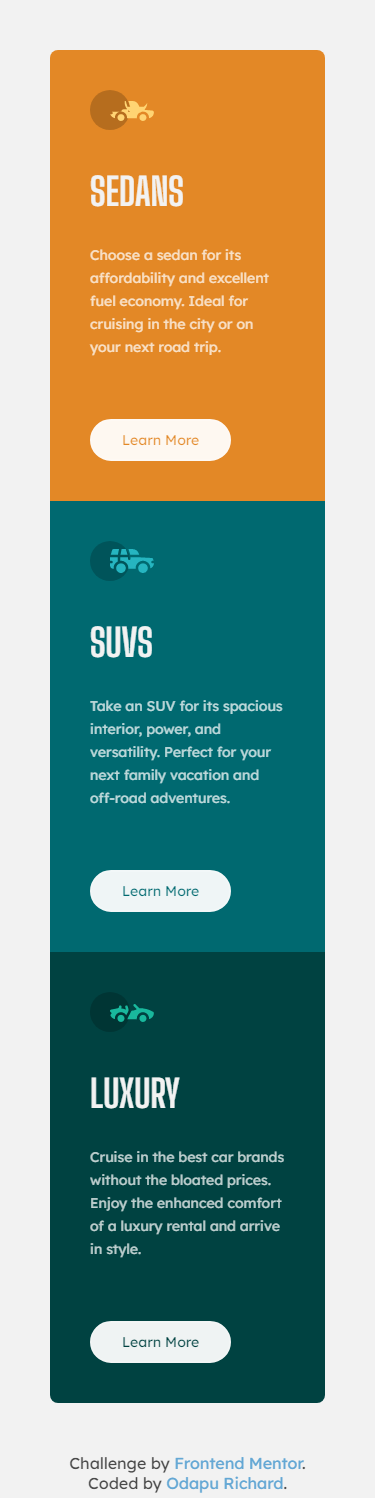 SEDANS
Choose a sedan for its
affordability and excellent
fuel economy. Ideal for
cruising in the city or on
your next road trip.
Learn More
SUVS
Take an SUV for its spacious
interior, power, and
versatility. Perfect for your
next family vacation and
off-road adventures.
Learn More
LUXURY
Cruise in the best car brands
without the bloated prices.
Enjoy the enhanced comfort
of a luxury rental and arrive
in style.
Learn More
Challenge by Frontend Mentor.
Coded by Odapu Richard.